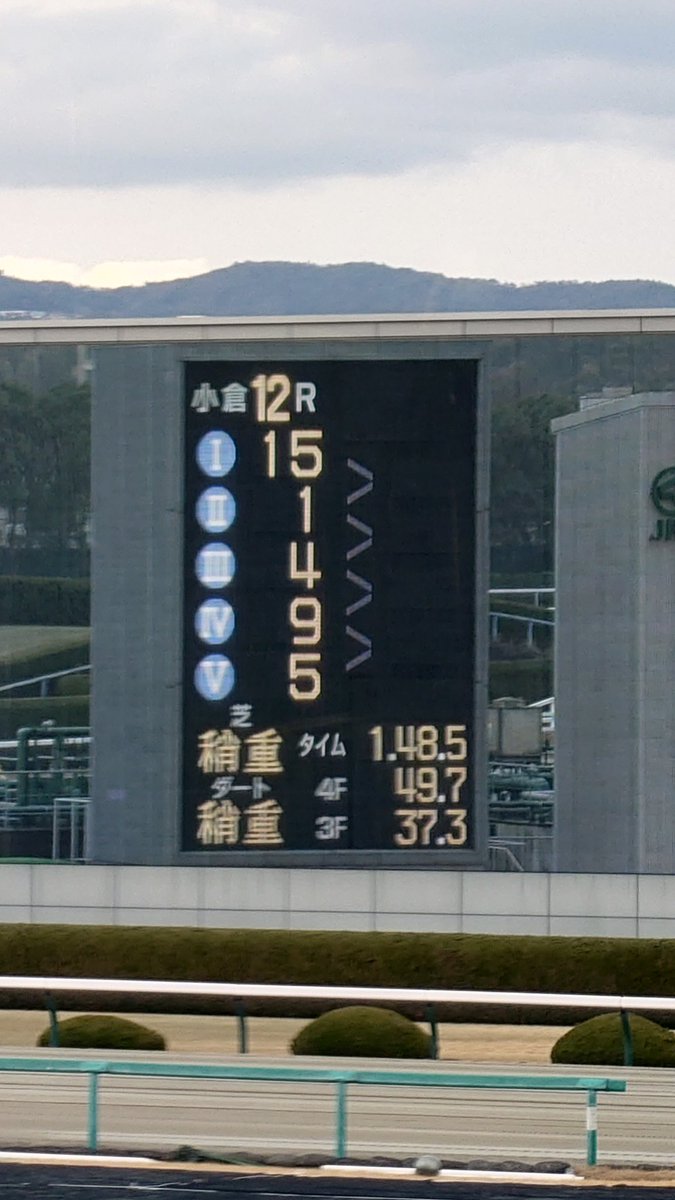 小倉 12 R
Ⅰ 15
Ⅱ 1
Ⅲ 4
Ⅳ 9
Ⅴ 5
芝
稍重 タイム 1.48.5
ダート 4F 49.7
稍重 3F 37.3